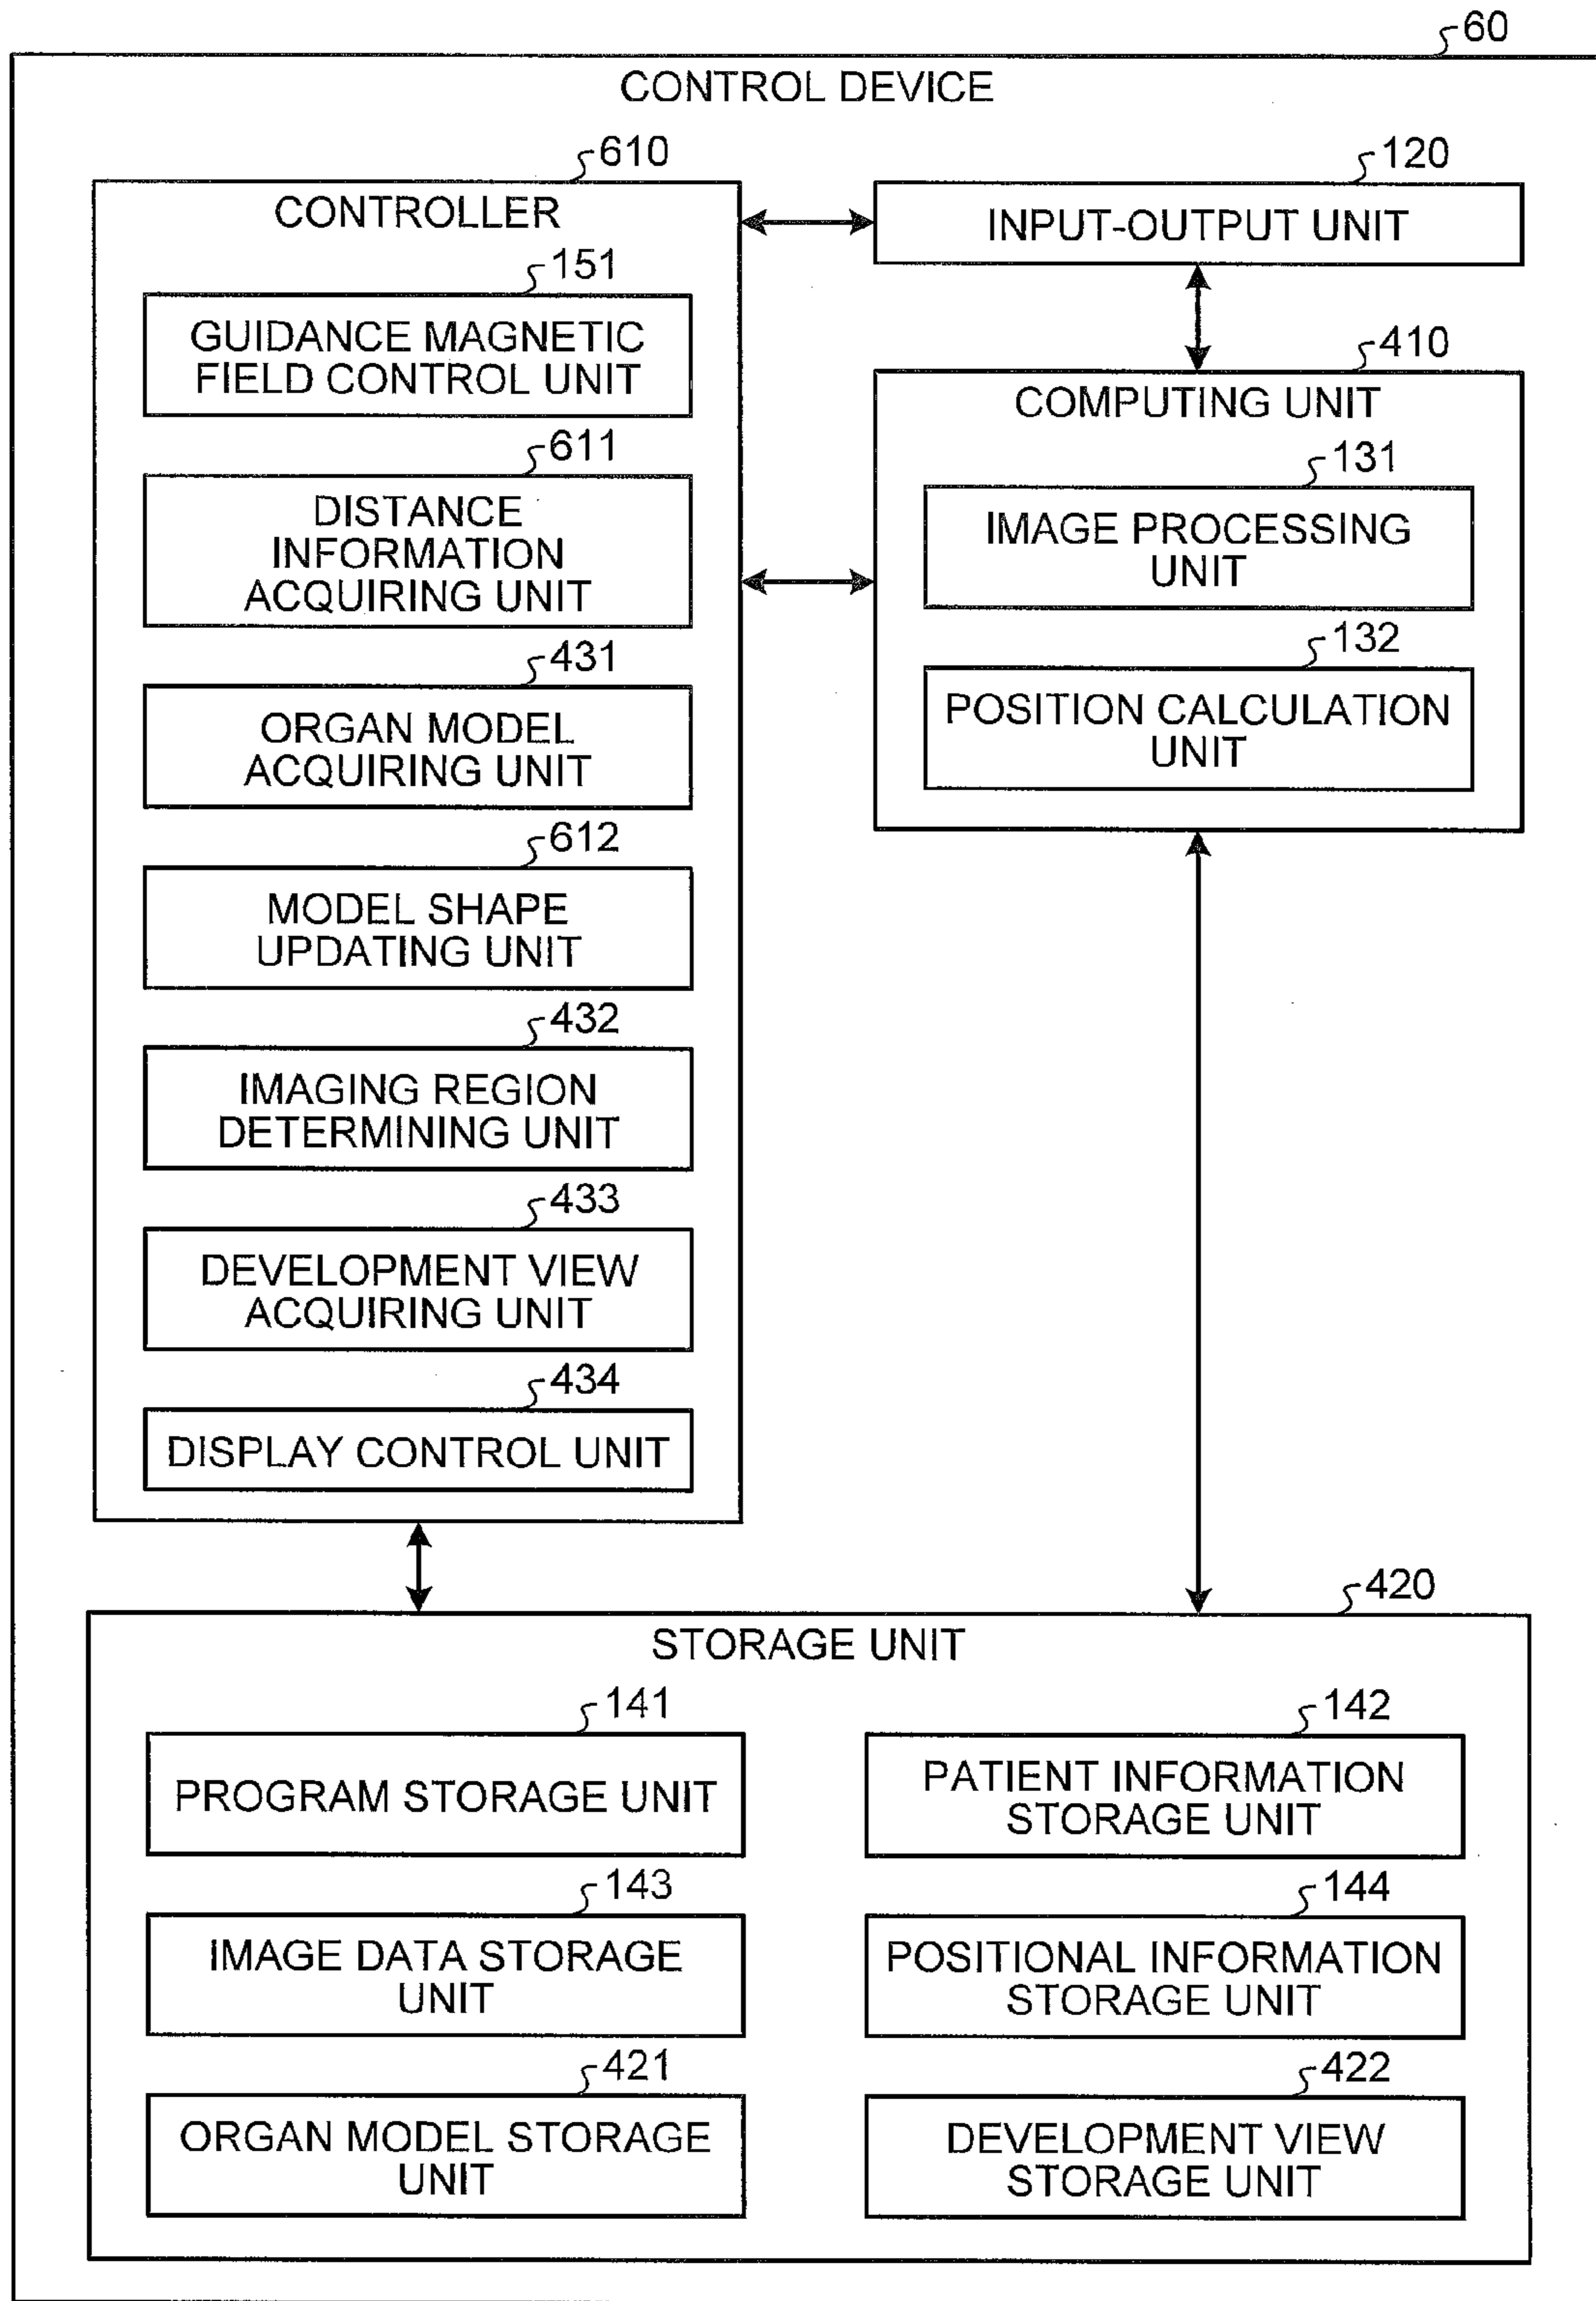 60
CONTROL DEVICE
610
CONTROLLER
151
GUIDANCE MAGNETIC
FIELD CONTROL UNIT
611
DISTANCE
INFORMATION
ACQUIRING UNIT
431
ORGAN MODEL
ACQUIRING UNIT
612
MODEL SHAPE
UPDATING UNIT
432
IMAGING REGION
DETERMINING UNIT
433
DEVELOPMENT VIEW
ACQUIRING UNIT
434
DISPLAY CONTROL UNIT
120
INPUT-OUTPUT UNIT
410
COMPUTING UNIT
131
IMAGE PROCESSING
UNIT
132
POSITION CALCULATION
UNIT
420
STORAGE UNIT
141
PROGRAM STORAGE UNIT
142
PATIENT INFORMATION
STORAGE UNIT
143
IMAGE DATA STORAGE
UNIT
144
POSITIONAL INFORMATION
STORAGE UNIT
421
ORGAN MODEL STORAGE
UNIT
422
DEVELOPMENT VIEW
STORAGE UNIT